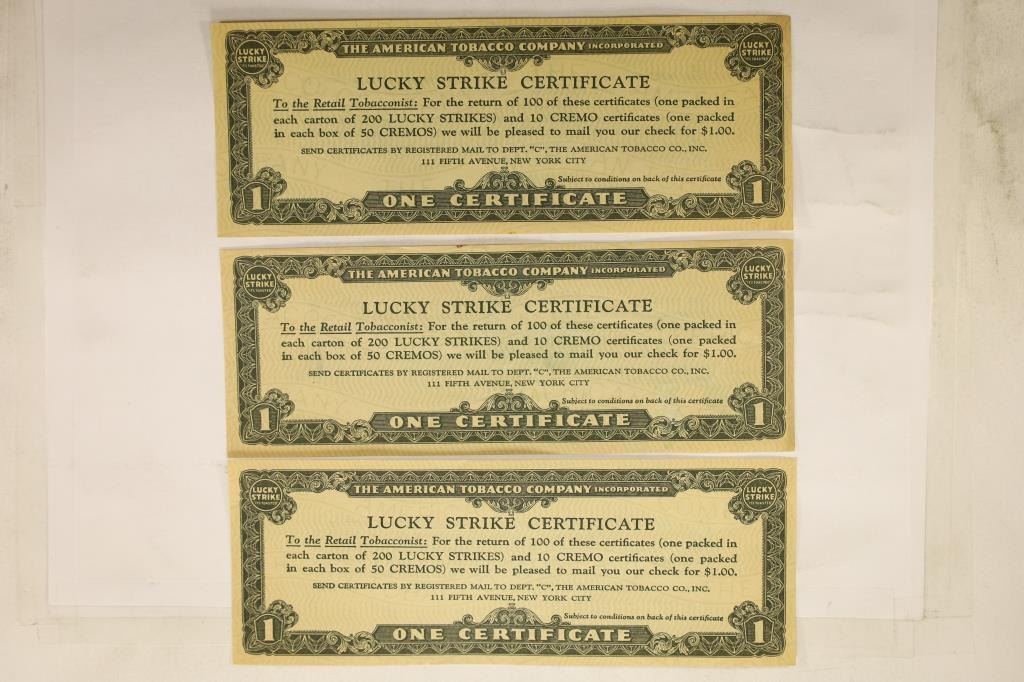 LUCKY STRIKE IT'S TOASTED
THE AMERICAN TOBACCO COMPANY INCORPORATED
LUCKY STRIKE IT'S TOASTED
LUCKY STRIKE CERTIFICATE
To the Retail Tobacconist: For the return of 100 of these certificates (one packed in
each carton of 200 LUCKY STRIKES) and 10 CREMO certificates (one packed
in each box of 50 CREMOS) we will be pleased to mail you our check for $1.00.
SEND CERTIFICATES BY REGISTERED MAIL TO DEPT. "C", THE AMERICAN TOBACCO CO., INC.
111 FIFTH AVENUE, NEW YORK CITY
Subject to conditions on back of this certificate
1 ONE CERTIFICATE 1
LUCKY STRIKE IT'S TOASTED
THE AMERICAN TOBACCO COMPANY INCORPORATED
LUCKY STRIKE IT'S TOASTED
LUCKY STRIKE CERTIFICATE
To the Retail Tobacconist: For the return of 100 of these certificates (one packed in
each carton of 200 LUCKY STRIKES) and 10 CREMO certificates (one packed
in each box of 50 CREMOS) we will be pleased to mail you our check for $1.00.
SEND CERTIFICATES BY REGISTERED MAIL TO DEPT. "C", THE AMERICAN TOBACCO CO., INC.
111 FIFTH AVENUE, NEW YORK CITY
Subject to conditions on back of this certificate
1 ONE CERTIFICATE 1
LUCKY STRIKE IT'S TOASTED
THE AMERICAN TOBACCO COMPANY INCORPORATED
LUCKY STRIKE IT'S TOASTED
LUCKY STRIKE CERTIFICATE
To the Retail Tobacconist: For the return of 100 of these certificates (one packed in
each carton of 200 LUCKY STRIKES) and 10 CREMO certificates (one packed
in each box of 50 CREMOS) we will be pleased to mail you our check for $1.00.
SEND CERTIFICATES BY REGISTERED MAIL TO DEPT. "C", THE AMERICAN TOBACCO CO., INC.
111 FIFTH AVENUE, NEW YORK CITY
Subject to conditions on back of this certificate
1 ONE CERTIFICATE 1